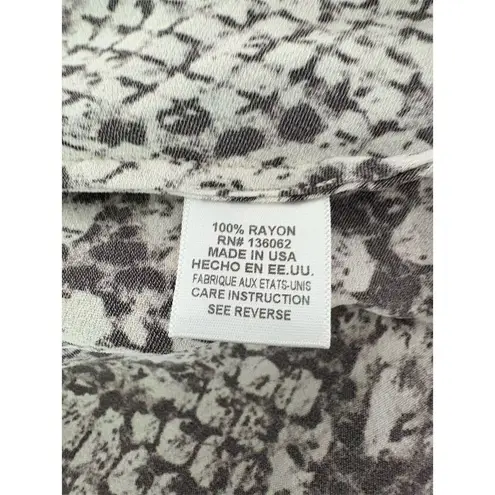 100% RAYON
RN# 136062
MADE IN USA
HECHO EN EE.UU.
FABRIQUE AUX ETATS-UNIS
CARE INSTRUCTION
SEE REVERSE